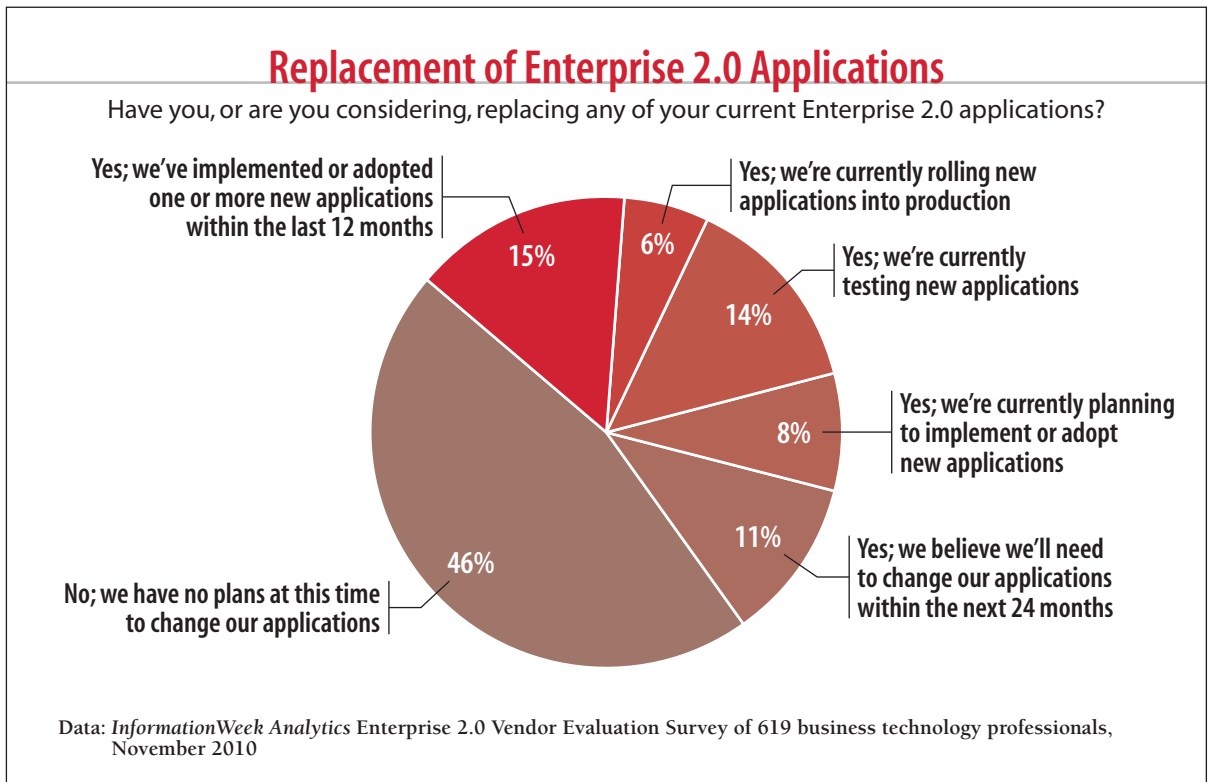 Replacement of Enterprise 2.0 Applications
Have you, or are you considering, replacing any of your current Enterprise 2.0 applications?
Yes; we've implemented or adopted
one or more new applications
within the last 12 months
15%
Yes; we're currently rolling new
applications into production
6%
Yes; we're currently
testing new applications
14%
Yes; we're currently planning
to implement or adopt
new applications
8%
Yes; we believe we'll need
to change our applications
within the next 24 months
11%
No; we have no plans at this time
to change our applications
46%
Data: InformationWeek Analytics Enterprise 2.0 Vendor Evaluation Survey of 619 business technology professionals,
November 2010